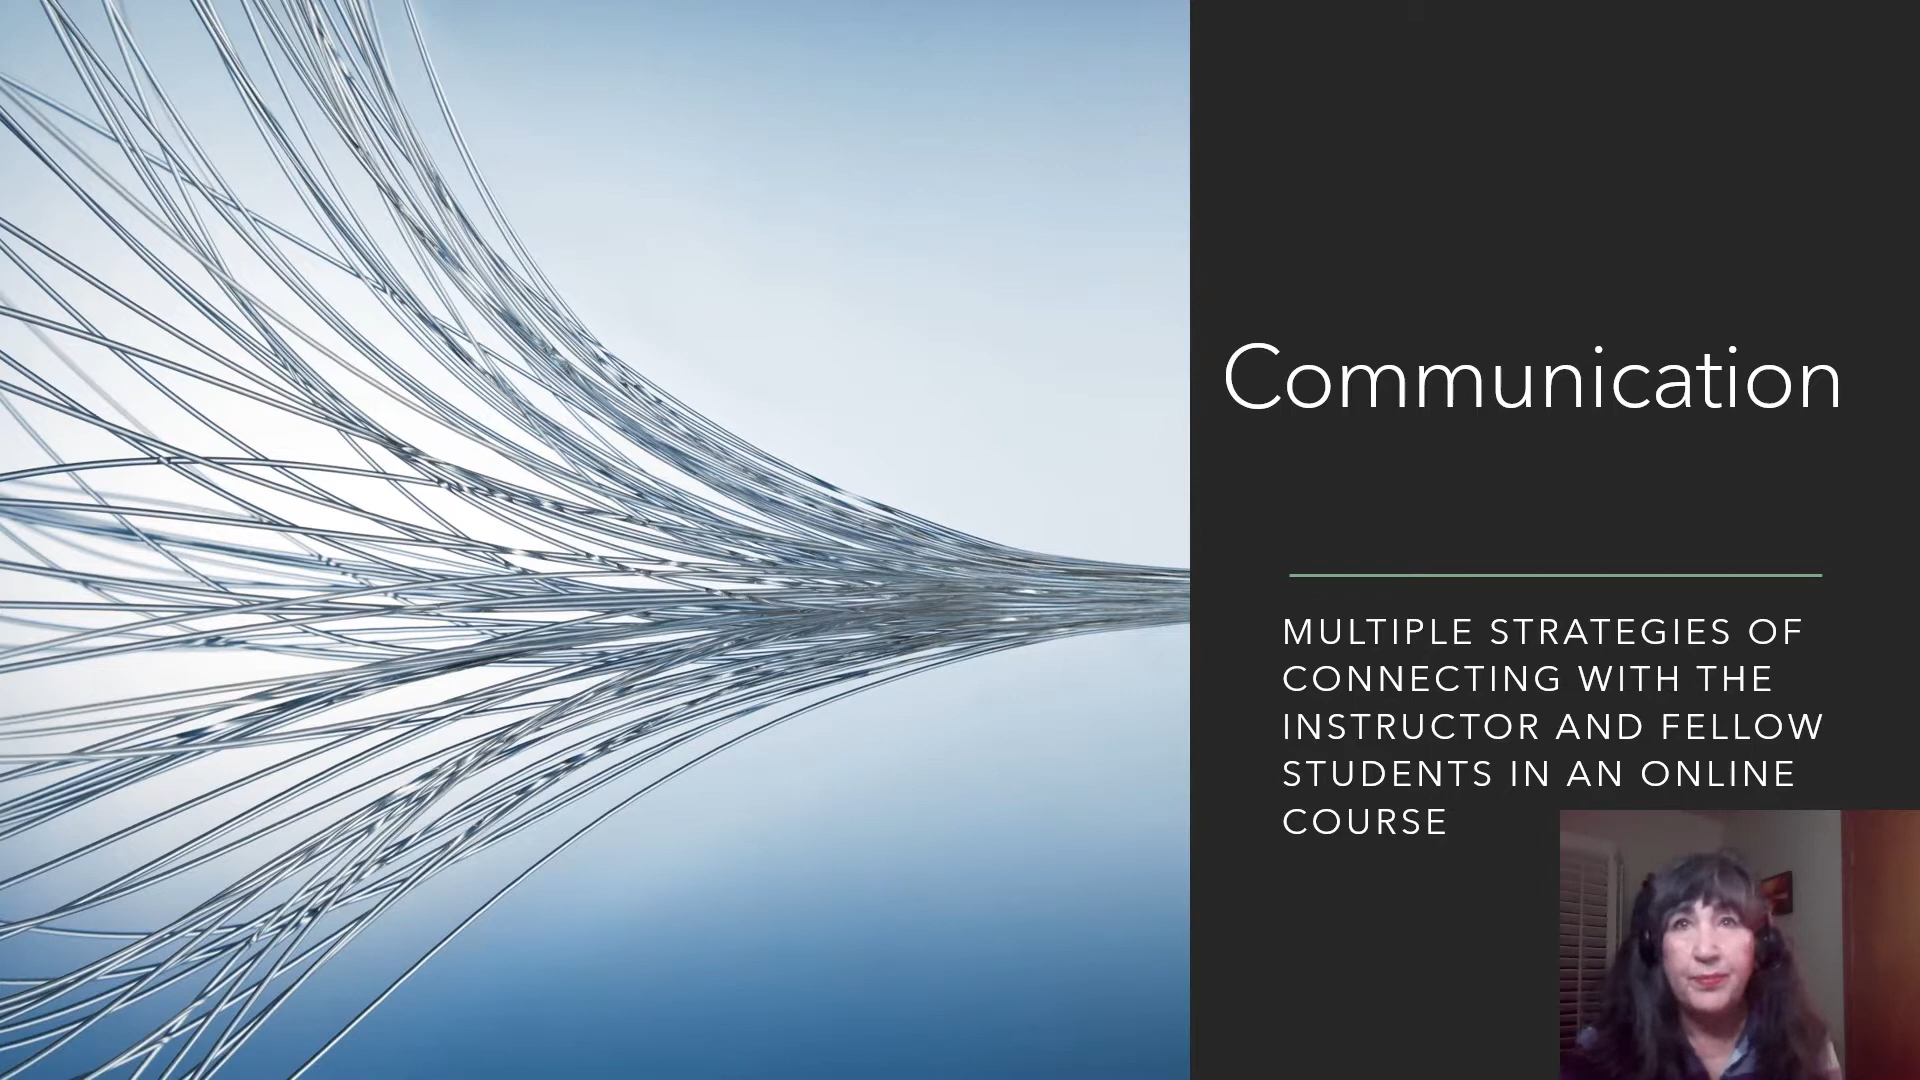 Communication
MULTIPLE STRATEGIES OF
CONNECTING WITH THE
INSTRUCTOR AND FELLOW
STUDENTS IN AN ONLINE
COURSE